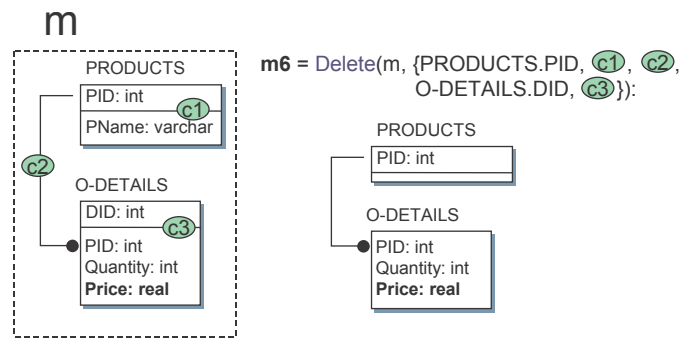 m
PRODUCTS
PID: int
c1
PName: varchar
c2
O-DETAILS
DID: int
c3
PID: int
Quantity: int
Price: real
m6 = Delete(m, {PRODUCTS.PID, c1 , c2,
O-DETAILS.DID, c3}):
PRODUCTS
PID: int
O-DETAILS
PID: int
Quantity: int
Price: real